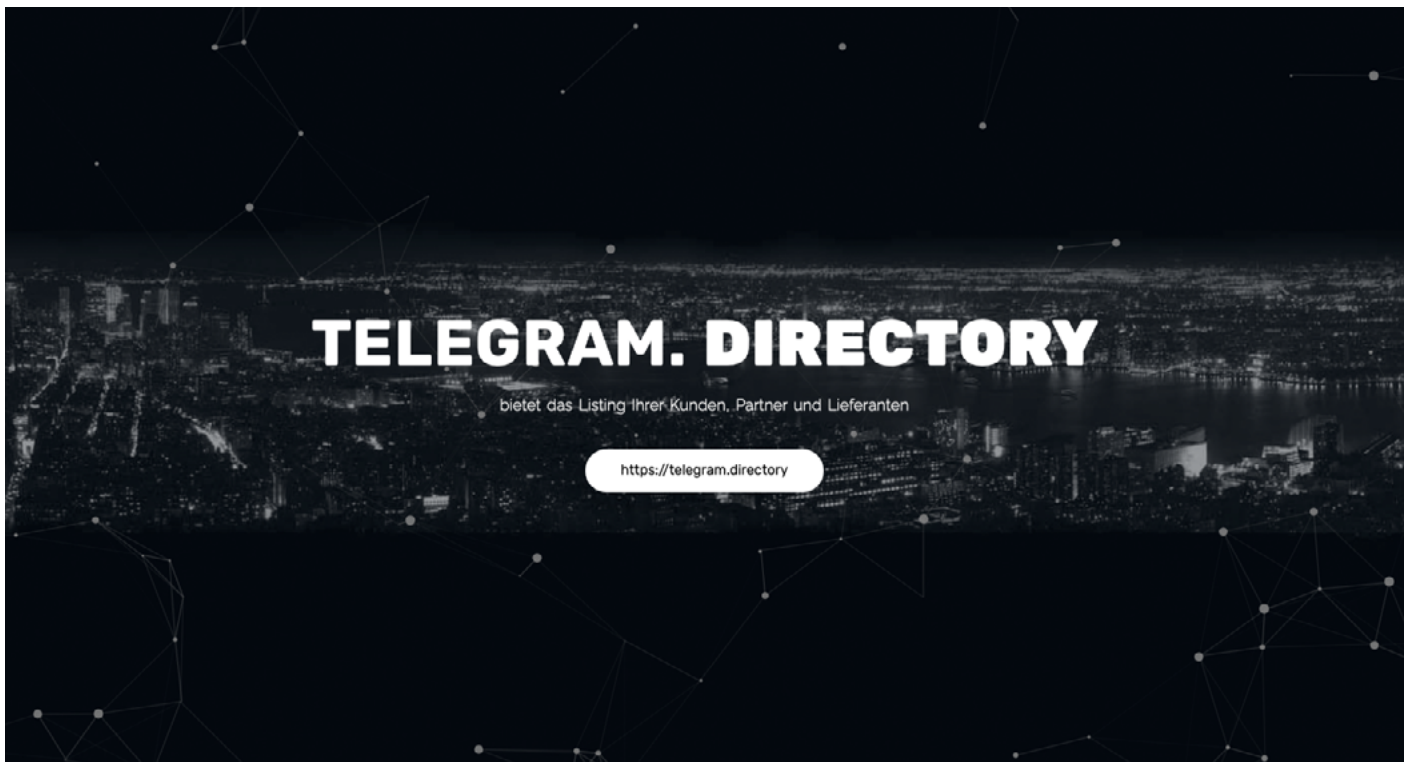 TELEGRAM. DIRECTORY
bietet das Listing Ihrer Kunden, Partner und Lieferanten
https://telegram.directory